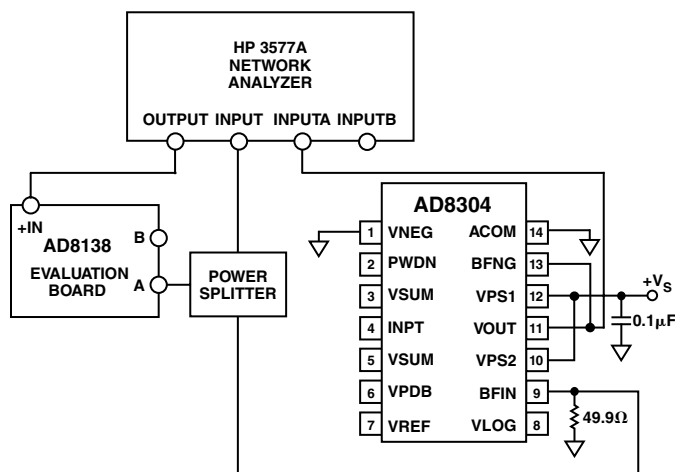 HP 3577A
NETWORK
ANALYZER
OUTPUT INPUT INPUTA INPUTB
+IN
AD8138
EVALUATION
BOARD
B
A
POWER
SPLITTER
AD8304
1 VNEG ACOM 14
2 PWDN BFNG 13
3 VSUM VPS1 12
4 INPT VOUT 11
5 VSUM VPS2 10
6 VPDB BFIN 9
7 VREF VLOG 8
+VS
0.1μF
49.9Ω